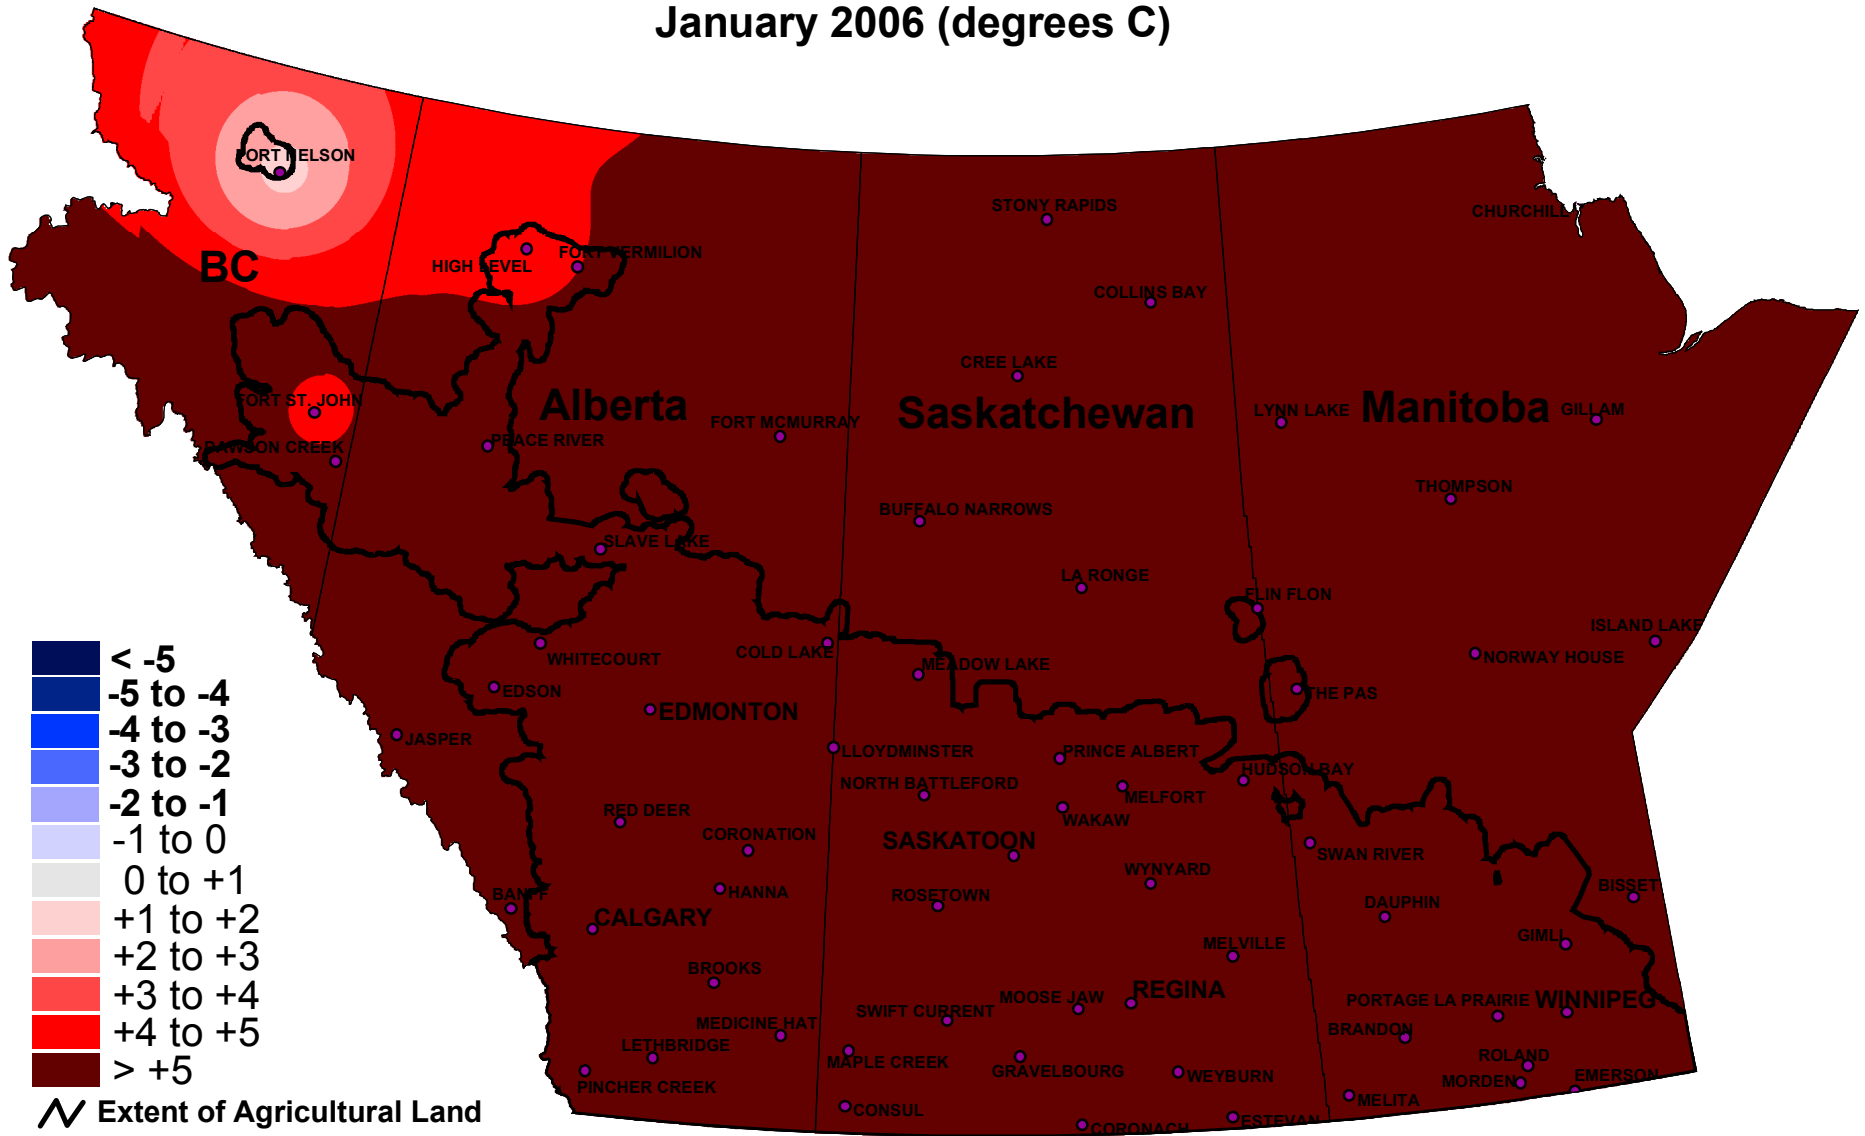 January 2006 (degrees C)
FORT NELSON
STONY RAPIDS
CHURCHILL
BC
HIGH LEVEL
FORT VERMILION
COLLINS BAY
CREE LAKE
FORT ST. JOHN
Alberta
FORT MCMURRAY
Saskatchewan
LYNN LAKE
Manitoba
GILLAM
DAWSON CREEK
PEACE RIVER
THOMPSON
BUFFALO NARROWS
SLAVE LAKE
LA RONGE
FLIN FLON
ISLAND LAKE
WHITECOURT
COLD LAKE
MEADOW LAKE
NORWAY HOUSE
EDSON
THE PAS
EDMONTON
JASPER
LLOYDMINSTER
PRINCE ALBERT
HUDSON BAY
NORTH BATTLEFORD
MELFORT
RED DEER
WAKAW
CORONATION
SASKATOON
SWAN RIVER
WYNYARD
BANFF
HANNA
ROSETOWN
DAUPHIN
BISSET
CALGARY
GIMLI
MELVILLE
BROOKS
SWIFT CURRENT
MOOSE JAW
REGINA
PORTAGE LA PRAIRIE
WINNIPEG
MEDICINE HAT
BRANDON
LETHBRIDGE
MAPLE CREEK
GRAVELBOURG
WEYBURN
ROLAND
PINCHER CREEK
MORDEN
EMERSON
CONSUL
MELITA
CORONACH
ESTEVAN
< -5
-5 to -4
-4 to -3
-3 to -2
-2 to -1
-1 to 0
0 to +1
+1 to +2
+2 to +3
+3 to +4
+4 to +5
> +5
Extent of Agricultural Land